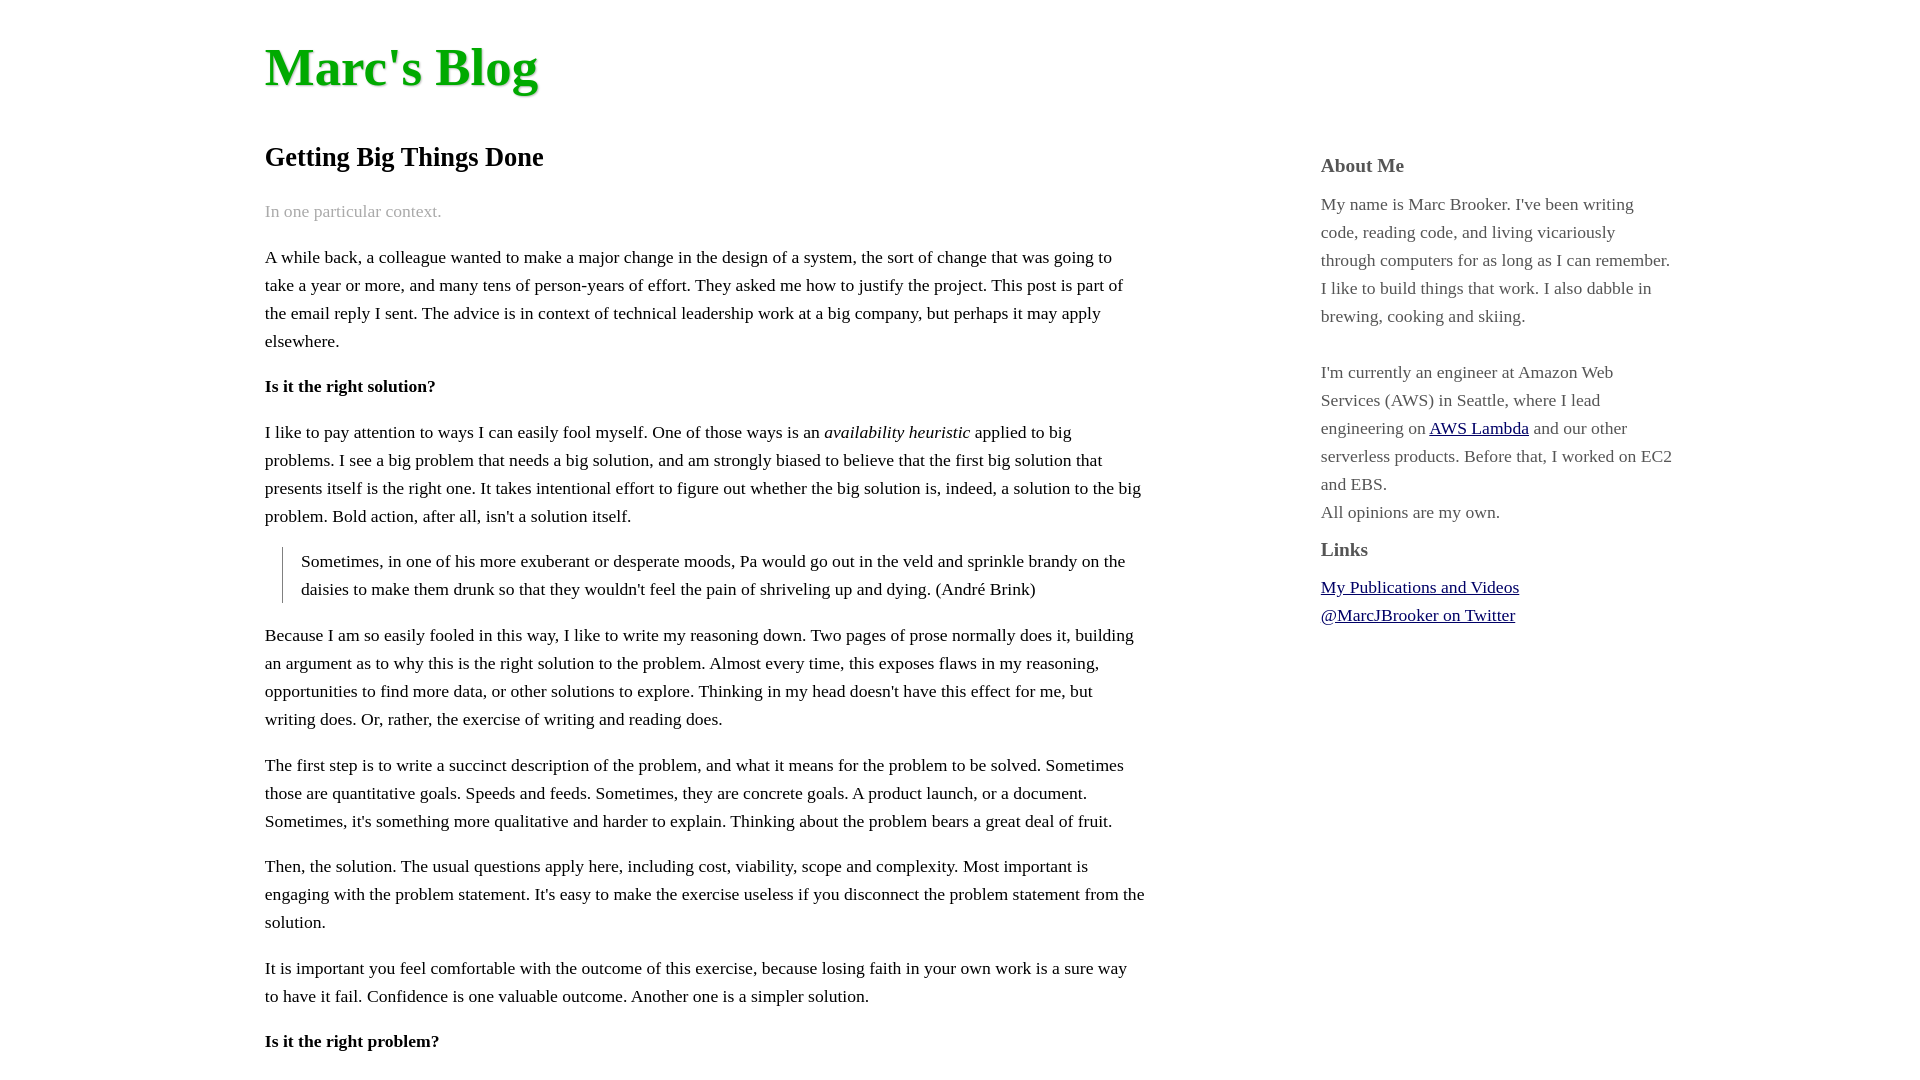 Marc's Blog
Getting Big Things Done
In one particular context.
A while back, a colleague wanted to make a major change in the design of a system, the sort of change that was going to
take a year or more, and many tens of person-years of effort. They asked me how to justify the project. This post is part of
the email reply I sent. The advice is in context of technical leadership work at a big company, but perhaps it may apply
elsewhere.
Is it the right solution?
I like to pay attention to ways I can easily fool myself. One of those ways is an availability heuristic applied to big
problems. I see a big problem that needs a big solution, and am strongly biased to believe that the first big solution that
presents itself is the right one. It takes intentional effort to figure out whether the big solution is, indeed, a solution to the big
problem. Bold action, after all, isn't a solution itself.
Sometimes, in one of his more exuberant or desperate moods, Pa would go out in the veld and sprinkle brandy on the
daisies to make them drunk so that they wouldn't feel the pain of shriveling up and dying. (André Brink)
Because I am so easily fooled in this way, I like to write my reasoning down. Two pages of prose normally does it, building
an argument as to why this is the right solution to the problem. Almost every time, this exposes flaws in my reasoning,
opportunities to find more data, or other solutions to explore. Thinking in my head doesn't have this effect for me, but
writing does. Or, rather, the exercise of writing and reading does.
The first step is to write a succinct description of the problem, and what it means for the problem to be solved. Sometimes
those are quantitative goals. Speeds and feeds. Sometimes, they are concrete goals. A product launch, or a document.
Sometimes, it's something more qualitative and harder to explain. Thinking about the problem bears a great deal of fruit.
Then, the solution. The usual questions apply here, including cost, viability, scope and complexity. Most important is
engaging with the problem statement. It's easy to make the exercise useless if you disconnect the problem statement from the
solution.
It is important you feel comfortable with the outcome of this exercise, because losing faith in your own work is a sure way
to have it fail. Confidence is one valuable outcome. Another one is a simpler solution.
Is it the right problem?
About Me
My name is Marc Brooker. I've been writing
code, reading code, and living vicariously
through computers for as long as I can remember.
I like to build things that work. I also dabble in
brewing, cooking and skiing.
I'm currently an engineer at Amazon Web
Services (AWS) in Seattle, where I lead
engineering on AWS Lambda and our other
serverless products. Before that, I worked on EC2
and EBS.
All opinions are my own.
Links
My Publications and Videos
@MarcJBrooker on Twitter